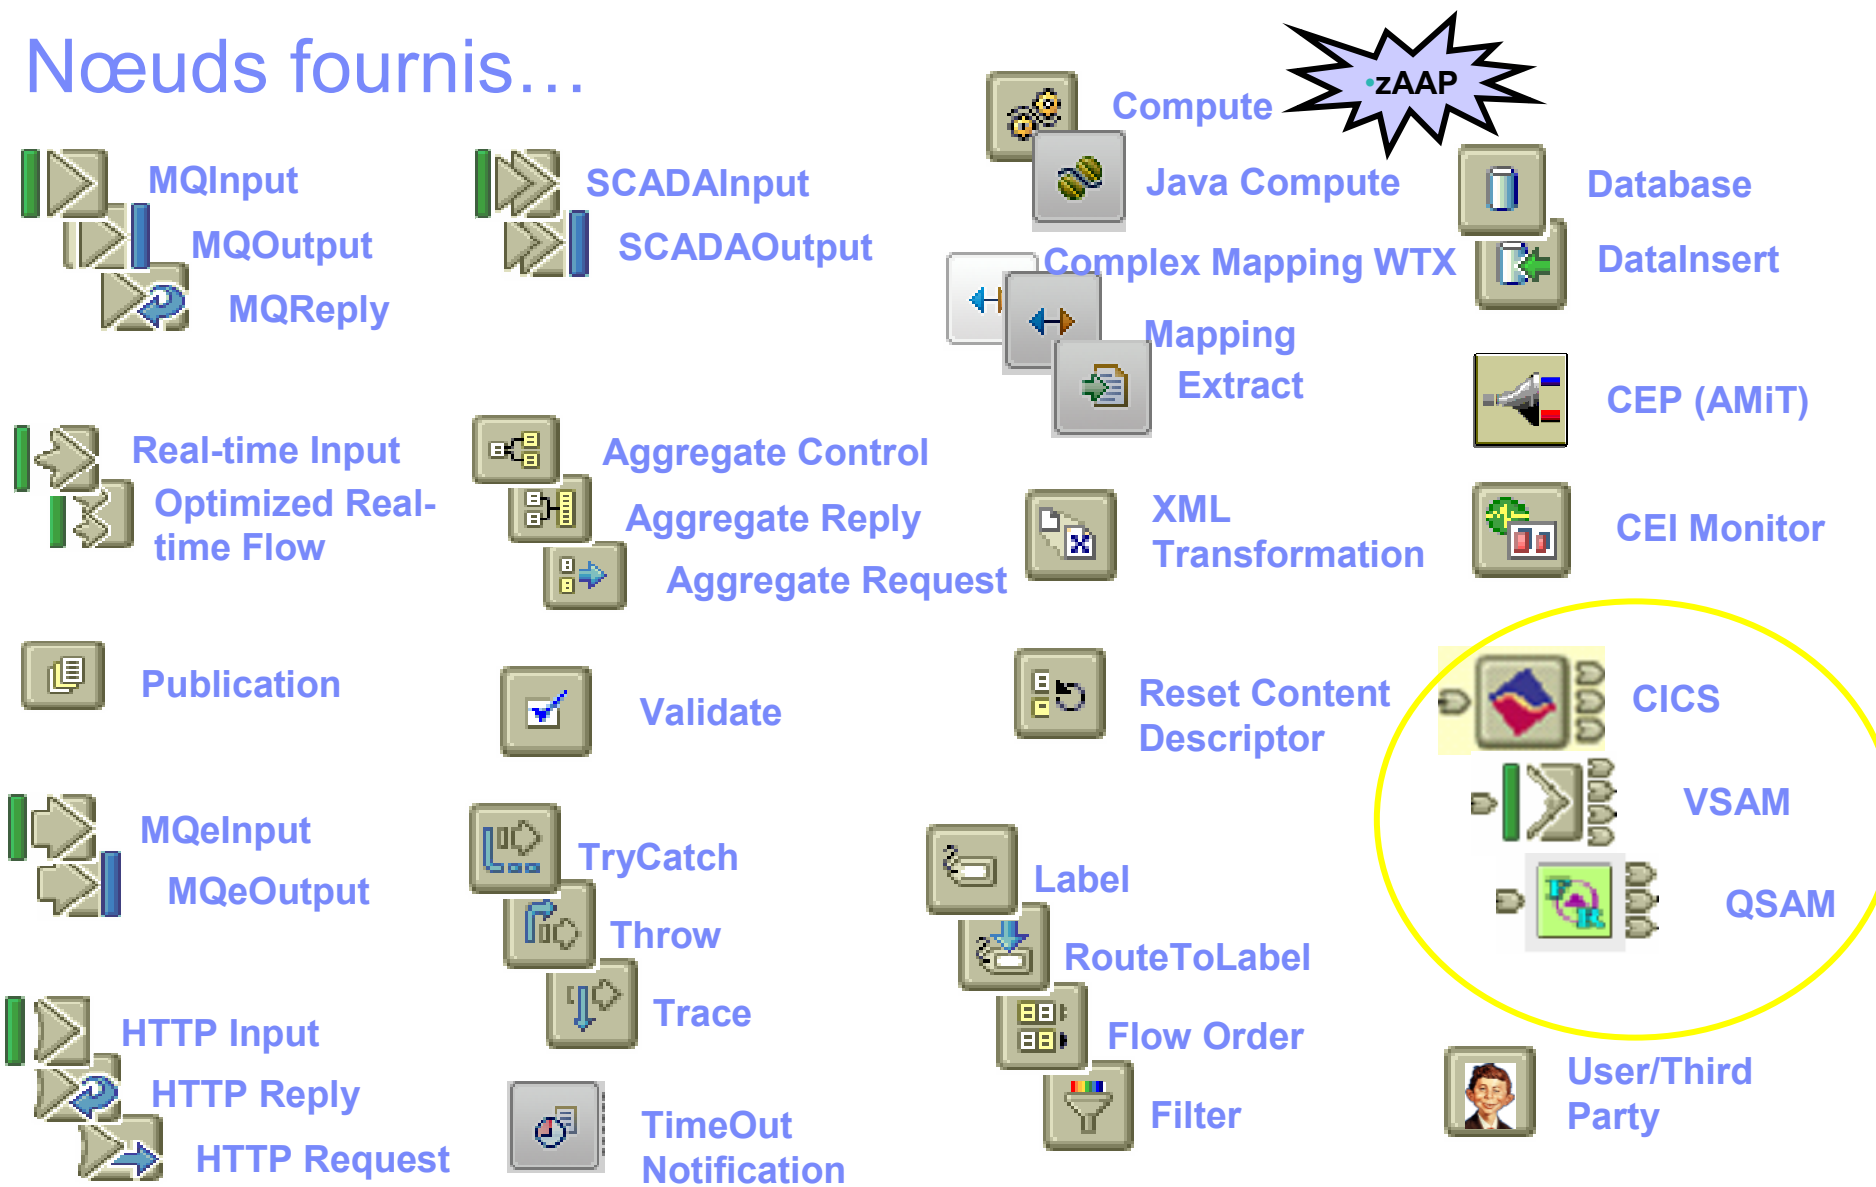 Nœuds fournis…
•zAAP
MQInput
MQOutput
MQReply
SCADAInput
SCADAOutput
Compute
Java Compute
Complex Mapping WTX
Mapping
Extract
Database
DataInsert
CEP (AMiT)
Real-time Input
Optimized Real-
time Flow
Aggregate Control
Aggregate Reply
Aggregate Request
XML
Transformation
CEI Monitor
Publication
Validate
Reset Content
Descriptor
CICS
VSAM
QSAM
MQeInput
MQeOutput
TryCatch
Throw
Trace
Label
RouteToLabel
Flow Order
Filter
HTTP Input
HTTP Reply
HTTP Request
TimeOut
Notification
User/Third
Party